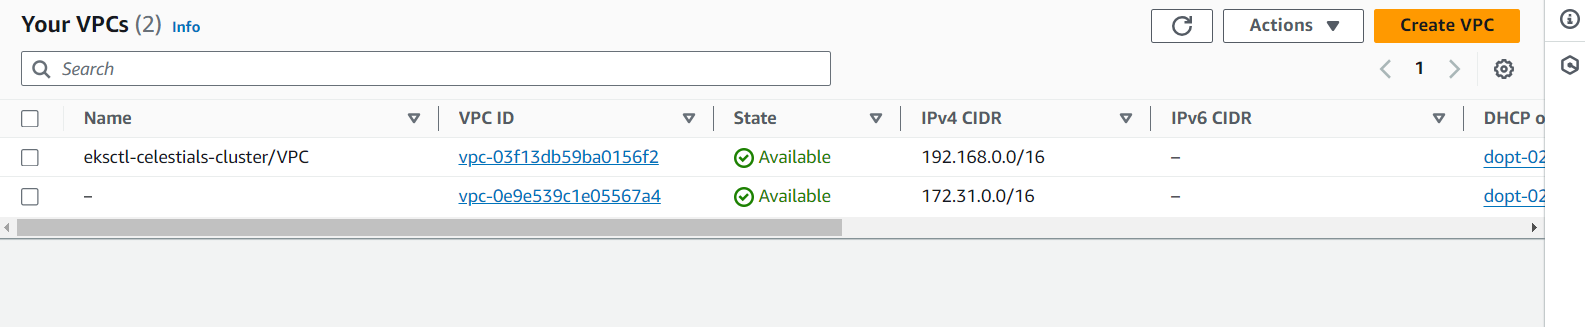 Your VPCs (2) Info
Actions
Create VPC
Search
1
Name VPC ID State IPv4 CIDR IPv6 CIDR DHCP o
eksctl-celestials-cluster/VPC vpc-03f13db59ba0156f2 Available 192.168.0.0/16 – dopt-02
– vpc-0e9e539c1e05567a4 Available 172.31.0.0/16 – dopt-02